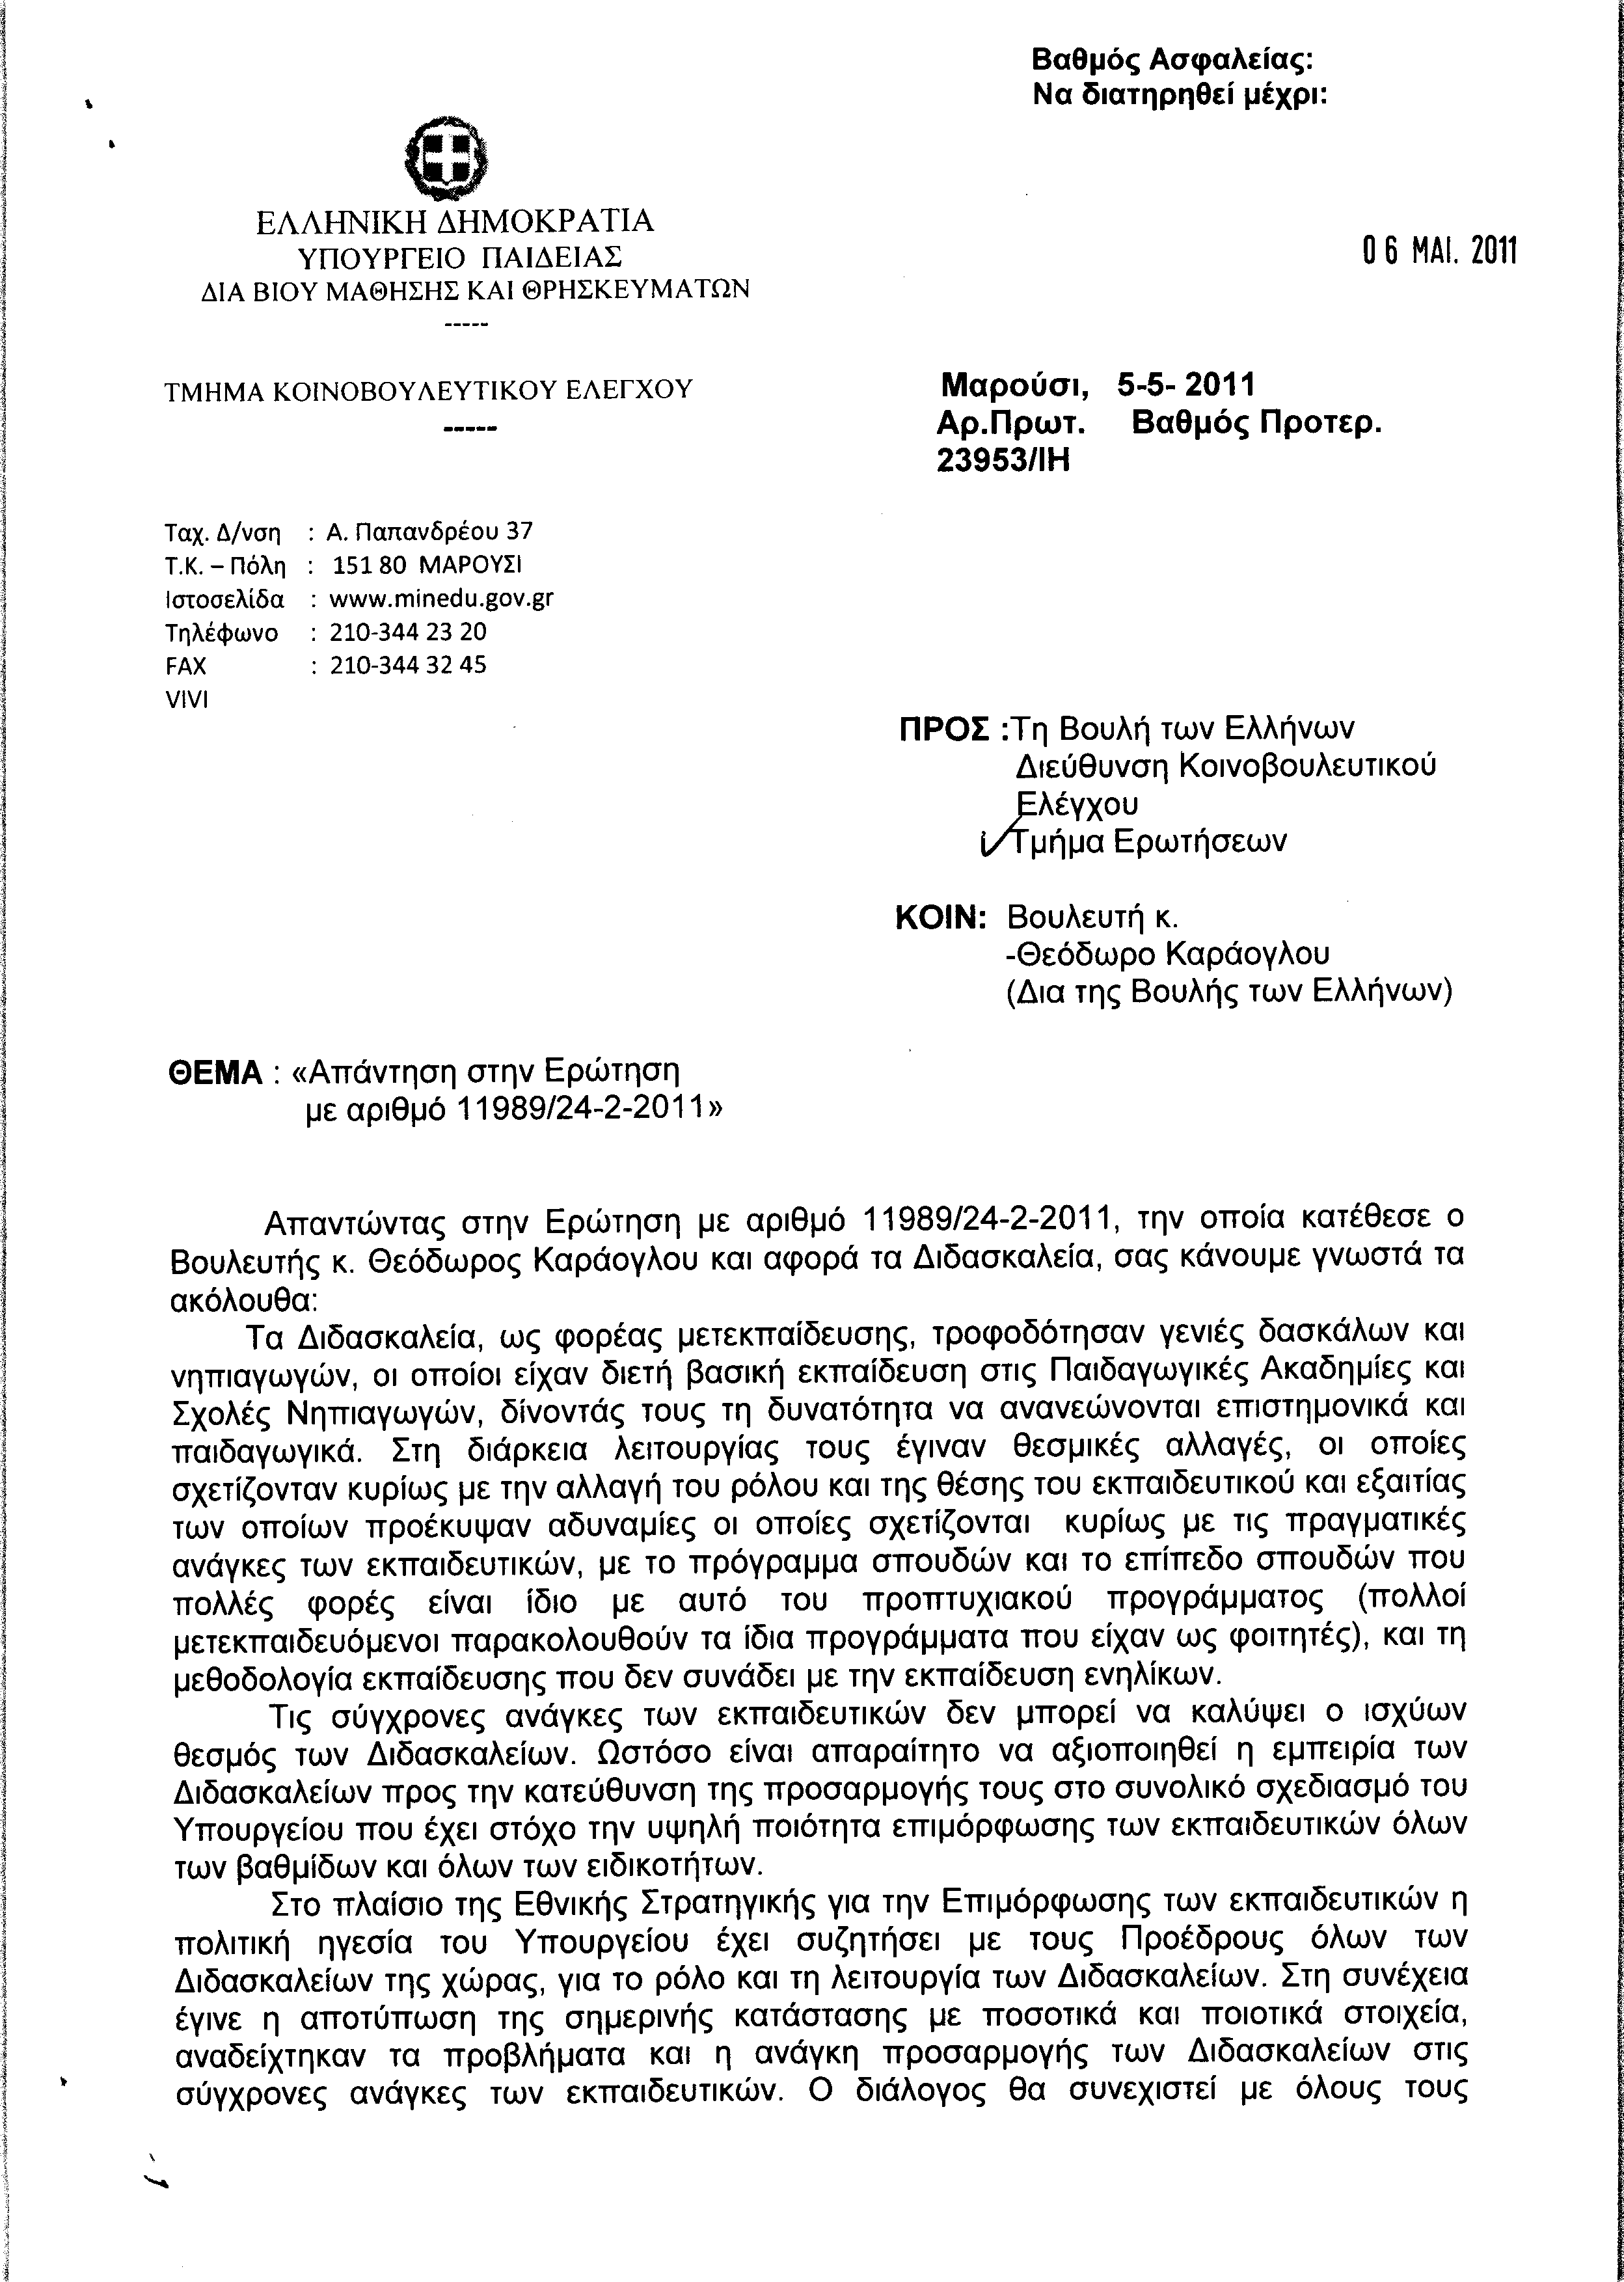 Βαθμός Ασφαλείας:
Να διατηρηθεί μέχρι:
ΕΛΛΗΝΙΚΗ ΔΗΜΟΚΡΑΤΙΑ
ΥΠΟΥΡΓΕΙΟ ΠΑΙΔΕΙΑΣ
ΔΙΑ ΒΙΟΥ ΜΑΘΗΣΗΣ ΚΑΙ ΘΡΗΣΚΕΥΜΑΤΩΝ
-----
06 ΜΑΙ. 2011
ΤΜΗΜΑ ΚΟΙΝΟΒΟΥΛΕΥΤΙΚΟΥ ΕΛΕΓΧΟΥ
-----
Μαρούσι, 5-5- 2011
Αρ.Πρωτ. Βαθμός Προτερ.
23953/ΙΗ
Ταχ. Δ/νση : Α. Παπανδρέου 37
Τ.Κ. – Πόλη : 151 80 ΜΑΡΟΥΣΙ
Ιστοσελίδα : www.minedu.gov.gr
Τηλέφωνο : 210-344 23 20
FAX : 210-344 32 45
VIVI
ΠΡΟΣ :Τη Βουλή των Ελλήνων
Διεύθυνση Κοινοβουλευτικού
Ελέγχου
Τμήμα Ερωτήσεων
ΚΟΙΝ: Βουλευτή κ.
-Θεόδωρο Καράογλου
(Δια της Βουλής των Ελλήνων)
ΘΕΜΑ : «Απάντηση στην Ερώτηση
με αριθμό 11989/24-2-2011»
Απαντώντας στην Ερώτηση με αριθμό 11989/24-2-2011, την οποία κατέθεσε ο
Βουλευτής κ. Θεόδωρος Καράογλου και αφορά τα Διδασκαλεία, σας κάνουμε γνωστά τα
ακόλουθα:
Τα Διδασκαλεία, ως φορέας μετεκπαίδευσης, τροφοδότησαν γενιές δασκάλων και
νηπιαγωγών, οι οποίοι είχαν διετή βασική εκπαίδευση στις Παιδαγωγικές Ακαδημίες και
Σχολές Νηπιαγωγών, δίνοντάς τους τη δυνατότητα να ανανεώνονται επιστημονικά και
παιδαγωγικά. Στη διάρκεια λειτουργίας τους έγιναν θεσμικές αλλαγές, οι οποίες
σχετίζονταν κυρίως με την αλλαγή του ρόλου και της θέσης του εκπαιδευτικού και εξαιτίας
των οποίων προέκυψαν αδυναμίες οι οποίες σχετίζονται κυρίως με τις πραγματικές
ανάγκες των εκπαιδευτικών, με το πρόγραμμα σπουδών και το επίπεδο σπουδών που
πολλές φορές είναι ίδιο με αυτό του προπτυχιακού προγράμματος (πολλοί
μετεκπαιδευόμενοι παρακολουθούν τα ίδια προγράμματα που είχαν ως φοιτητές), και τη
μεθοδολογία εκπαίδευσης που δεν συνάδει με την εκπαίδευση ενηλίκων.
Τις σύγχρονες ανάγκες των εκπαιδευτικών δεν μπορεί να καλύψει ο ισχύων
θεσμός των Διδασκαλείων. Ωστόσο είναι απαραίτητο να αξιοποιηθεί η εμπειρία των
Διδασκαλείων προς την κατεύθυνση της προσαρμογής τους στο συνολικό σχεδιασμό του
Υπουργείου που έχει στόχο την υψηλή ποιότητα επιμόρφωσης των εκπαιδευτικών όλων
των βαθμίδων και όλων των ειδικοτήτων.
Στο πλαίσιο της Εθνικής Στρατηγικής για την Επιμόρφωσης των εκπαιδευτικών η
πολιτική ηγεσία του Υπουργείου έχει συζητήσει με τους Προέδρους όλων των
Διδασκαλείων της χώρας, για το ρόλο και τη λειτουργία των Διδασκαλείων. Στη συνέχεια
έγινε η αποτύπωση της σημερινής κατάστασης με ποσοτικά και ποιοτικά στοιχεία,
αναδείχτηκαν τα προβλήματα και η ανάγκη προσαρμογής των Διδασκαλείων στις
σύγχρονες ανάγκες των εκπαιδευτικών. Ο διάλογος θα συνεχιστεί με όλους τους